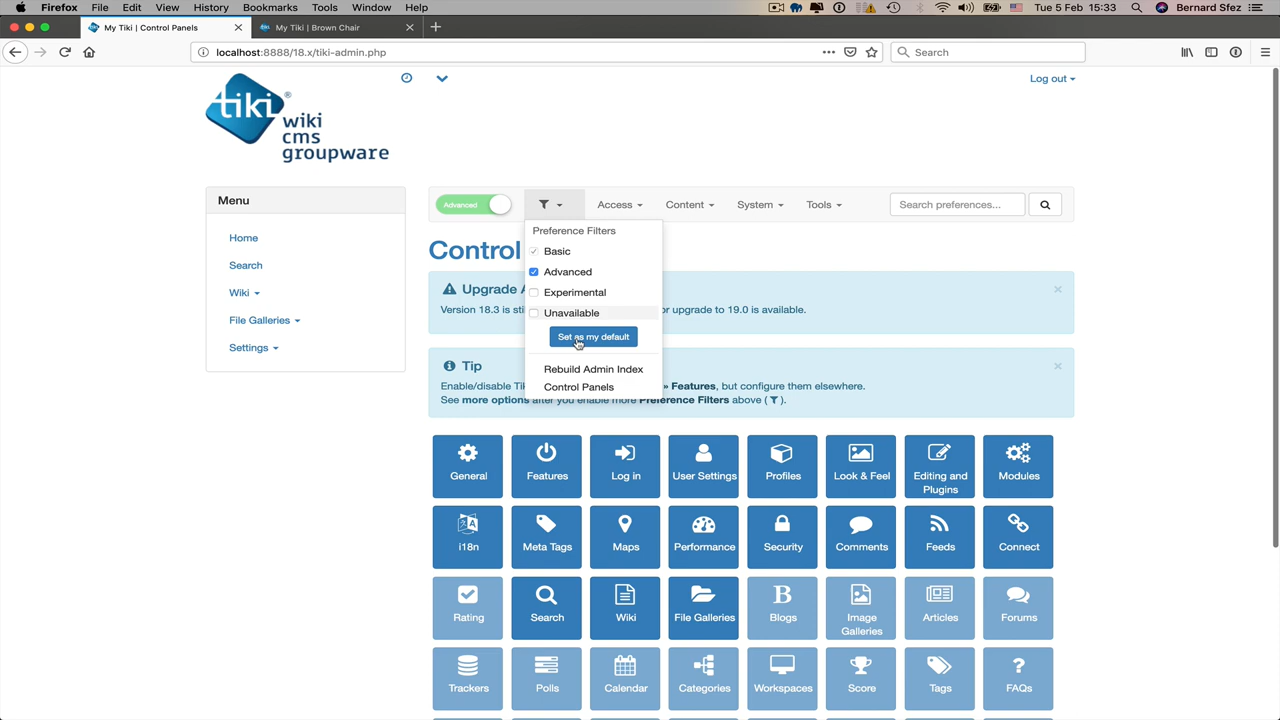 Firefox File Edit View History Bookmarks Tools Window Help
Tue 5 Feb 15:33 Bernard Sfez
My Tiki | Control Panels
My Tiki | Brown Chair
localhost:8888/18.x/tiki-admin.php
Search
tiki®
wiki
cms
groupware
Log out
Menu
Home
Search
Wiki
File Galleries
Settings
Advanced
Access
Content
System
Tools
Search preferences...
Preference Filters
Basic
Advanced
Experimental
Unavailable
Set as my default
Rebuild Admin Index
Control Panels
Control
Upgrade A
Version 18.3 is sti
or upgrade to 19.0 is available.
Tip
Enable/disable Tik
» Features, but configure them elsewhere.
See more options after you enable more Preference Filters above ( ).
General
Features
Log in
User Settings
Profiles
Look & Feel
Editing and
Plugins
Modules
i18n
Meta Tags
Maps
Performance
Security
Comments
Feeds
Connect
Rating
Search
Wiki
File Galleries
Blogs
Image
Galleries
Articles
Forums
Trackers
Polls
Calendar
Categories
Workspaces
Score
Tags
FAQs